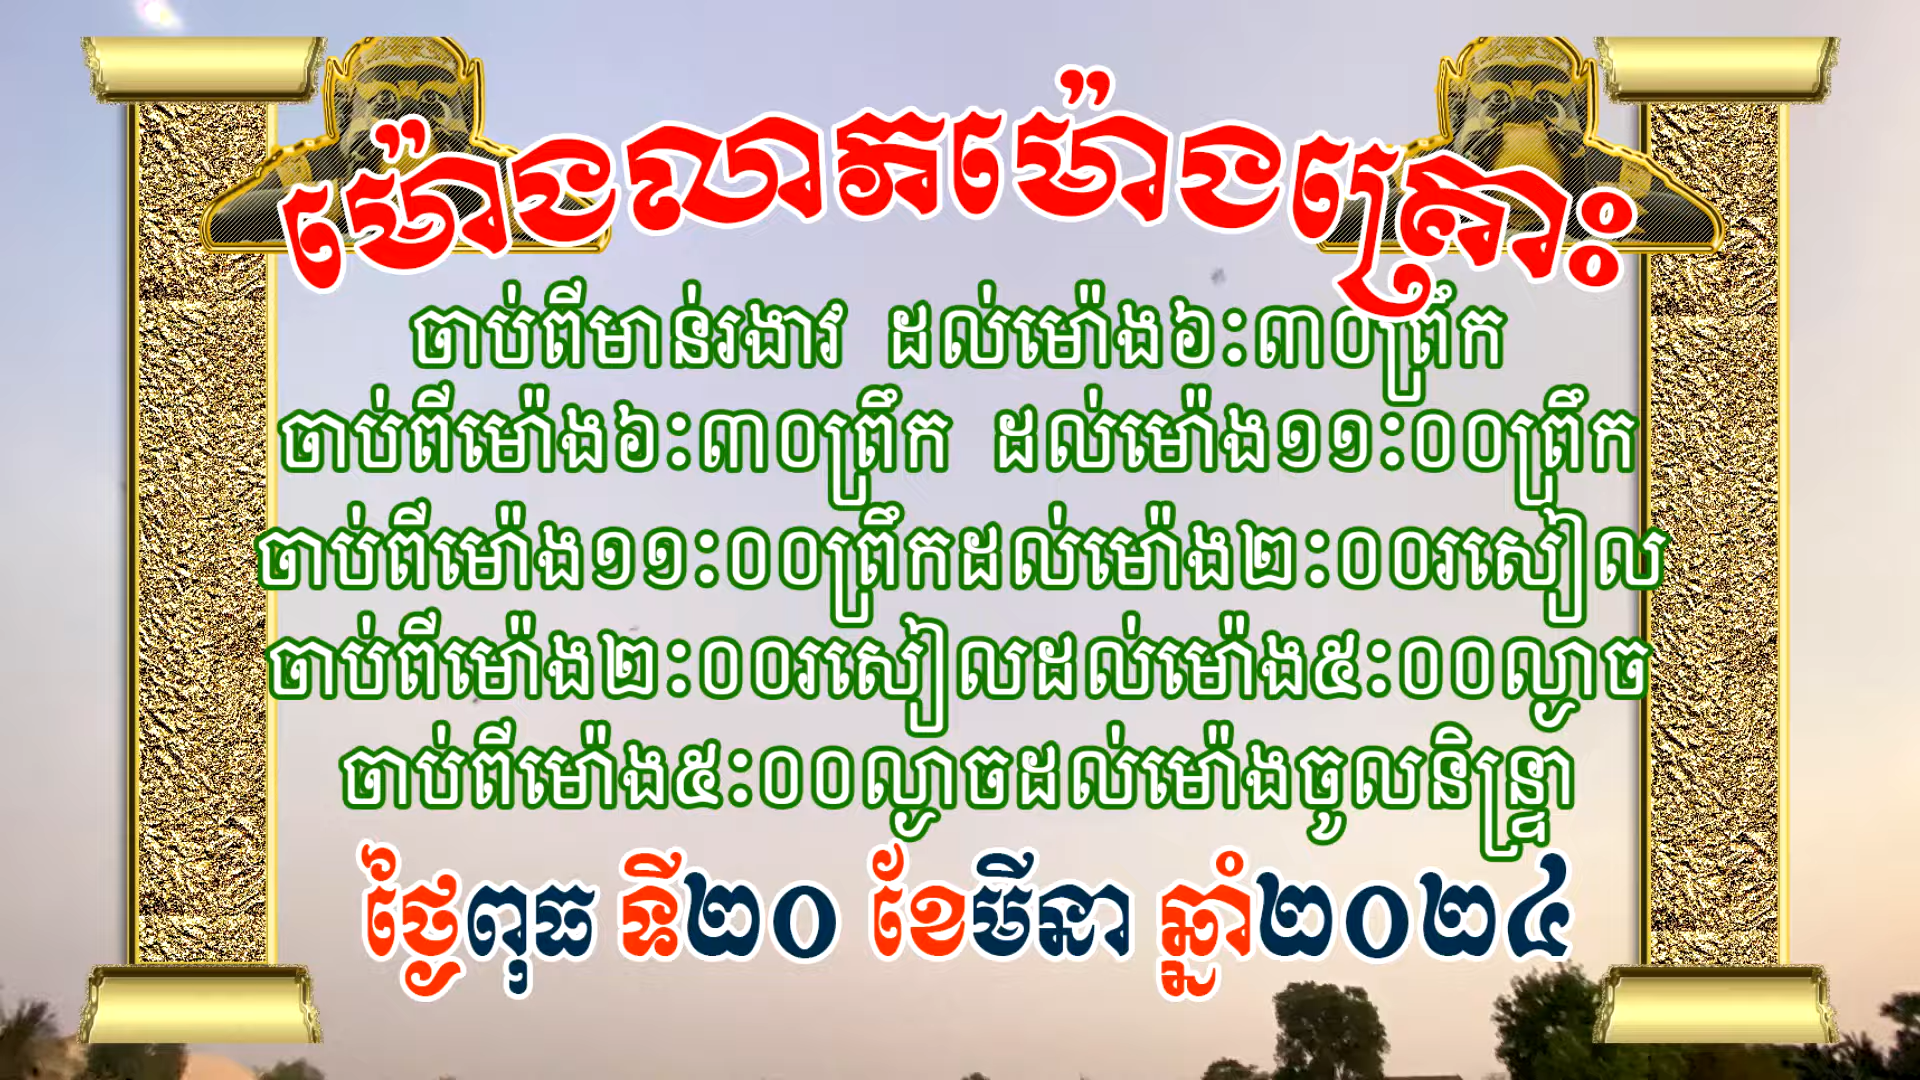 ម៉ោងលាភម៉ោងគ្រោះ
ចាប់ពីមាន់រងាវ ដល់ម៉ោង៦:៣០ព្រឹក
ចាប់ពីម៉ោង៦:៣០ព្រឹក ដល់ម៉ោង១១:០០ព្រឹក
ចាប់ពីម៉ោង១១:០០ព្រឹកដល់ម៉ោង២:០០រសៀល
ចាប់ពីម៉ោង២:០០រសៀលដល់ម៉ោង៥:០០ល្ងាច
ចាប់ពីម៉ោង៥:០០ល្ងាចដល់ម៉ោងចូលនិន្ទ្រា
ថ្ងៃពុធ ទី២០ ខែមីនា ឆ្នាំ២០២៤